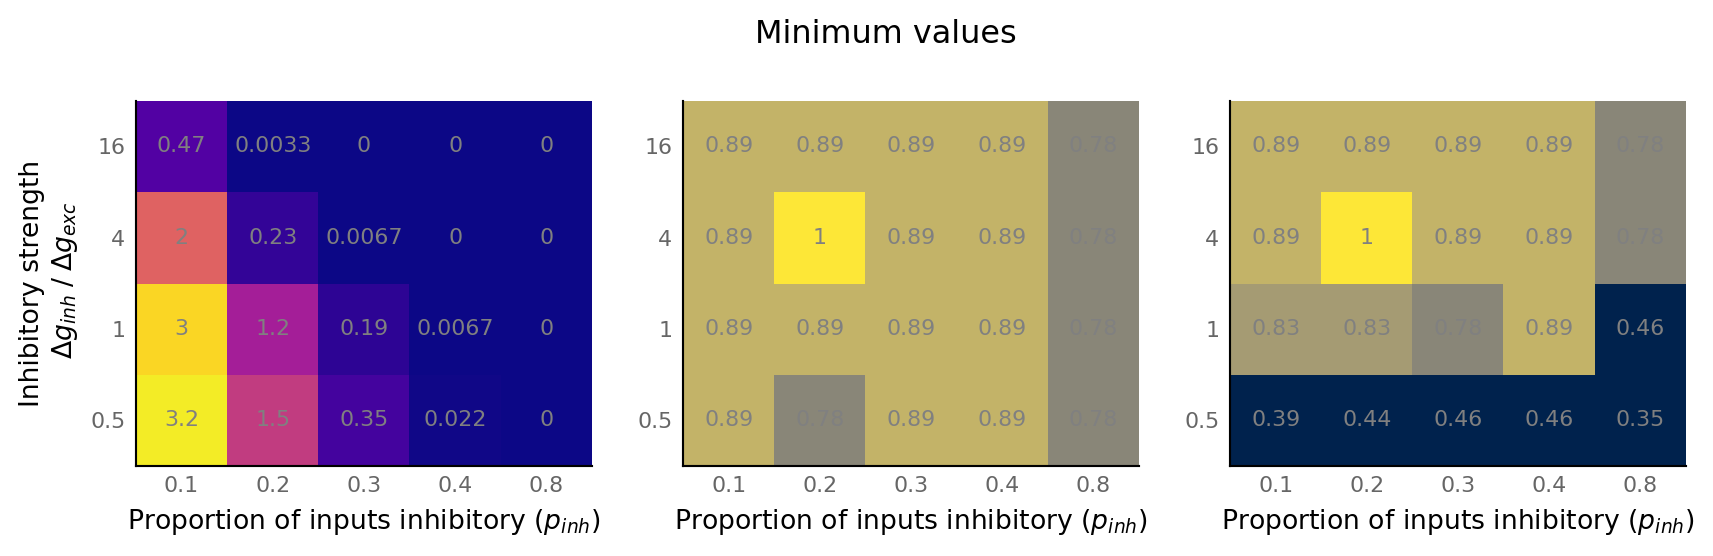 Minimum values
Inhibitory strength
Δg_inh / Δg_exc
16 0.47 0.0033 0 0 0
4 2 0.23 0.0067 0 0
1 3 1.2 0.19 0.0067 0
0.5 3.2 1.5 0.35 0.022 0
0.1 0.2 0.3 0.4 0.8
Proportion of inputs inhibitory (p_inh)
16 0.89 0.89 0.89 0.89 0.78
4 0.89 1 0.89 0.89 0.78
1 0.89 0.89 0.89 0.89 0.78
0.5 0.89 0.78 0.89 0.89 0.78
0.1 0.2 0.3 0.4 0.8
Proportion of inputs inhibitory (p_inh)
16 0.89 0.89 0.89 0.89 0.78
4 0.89 1 0.89 0.89 0.78
1 0.83 0.83 0.78 0.89 0.46
0.5 0.39 0.44 0.46 0.46 0.35
0.1 0.2 0.3 0.4 0.8
Proportion of inputs inhibitory (p_inh)